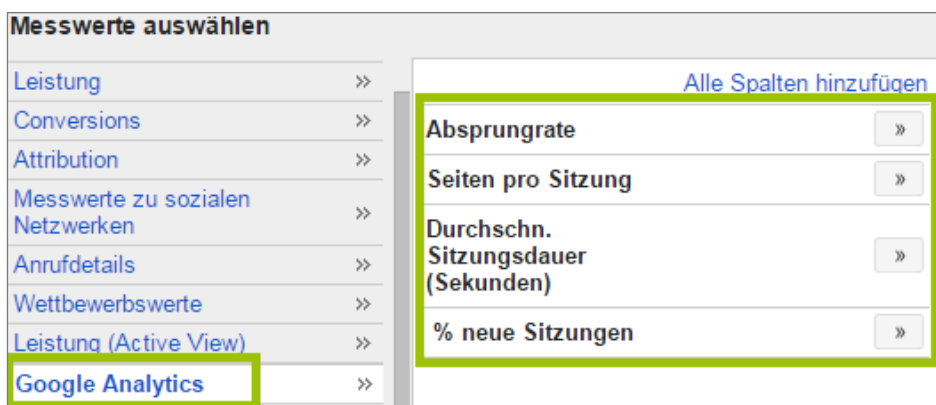 Messwerte auswählen
Leistung »
Conversions »
Attribution »
Messwerte zu sozialen
Netzwerken »
Anrufdetails »
Wettbewerbswerte »
Leistung (Active View) »
Google Analytics »
Alle Spalten hinzufügen
Absprungrate »
Seiten pro Sitzung »
Durchschn.
Sitzungsdauer »
(Sekunden)
% neue Sitzungen »